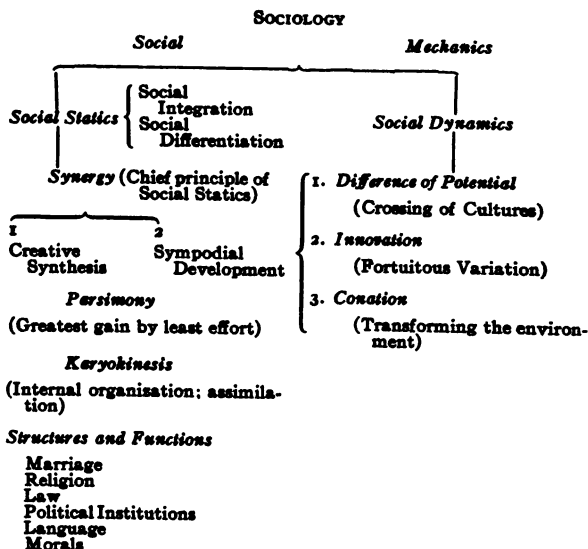 SOCIOLOGY
Social Mechanics
Social Statics
Social
Integration
Social
Differentiation
Social Dynamics
Synergy (Chief principle of
Social Statics)
1
Creative
Synthesis
2
Sympodial
Development
1. Difference of Potential
(Crossing of Cultures)
2. Innovation
(Fortuitous Variation)
3. Conation
(Transforming the environ-
ment)
Parsimony
(Greatest gain by least effort)
Karyokinesis
(Internal organisation; assimila-
tion)
Structures and Functions
Marriage
Religion
Law
Political Institutions
Language
Morals